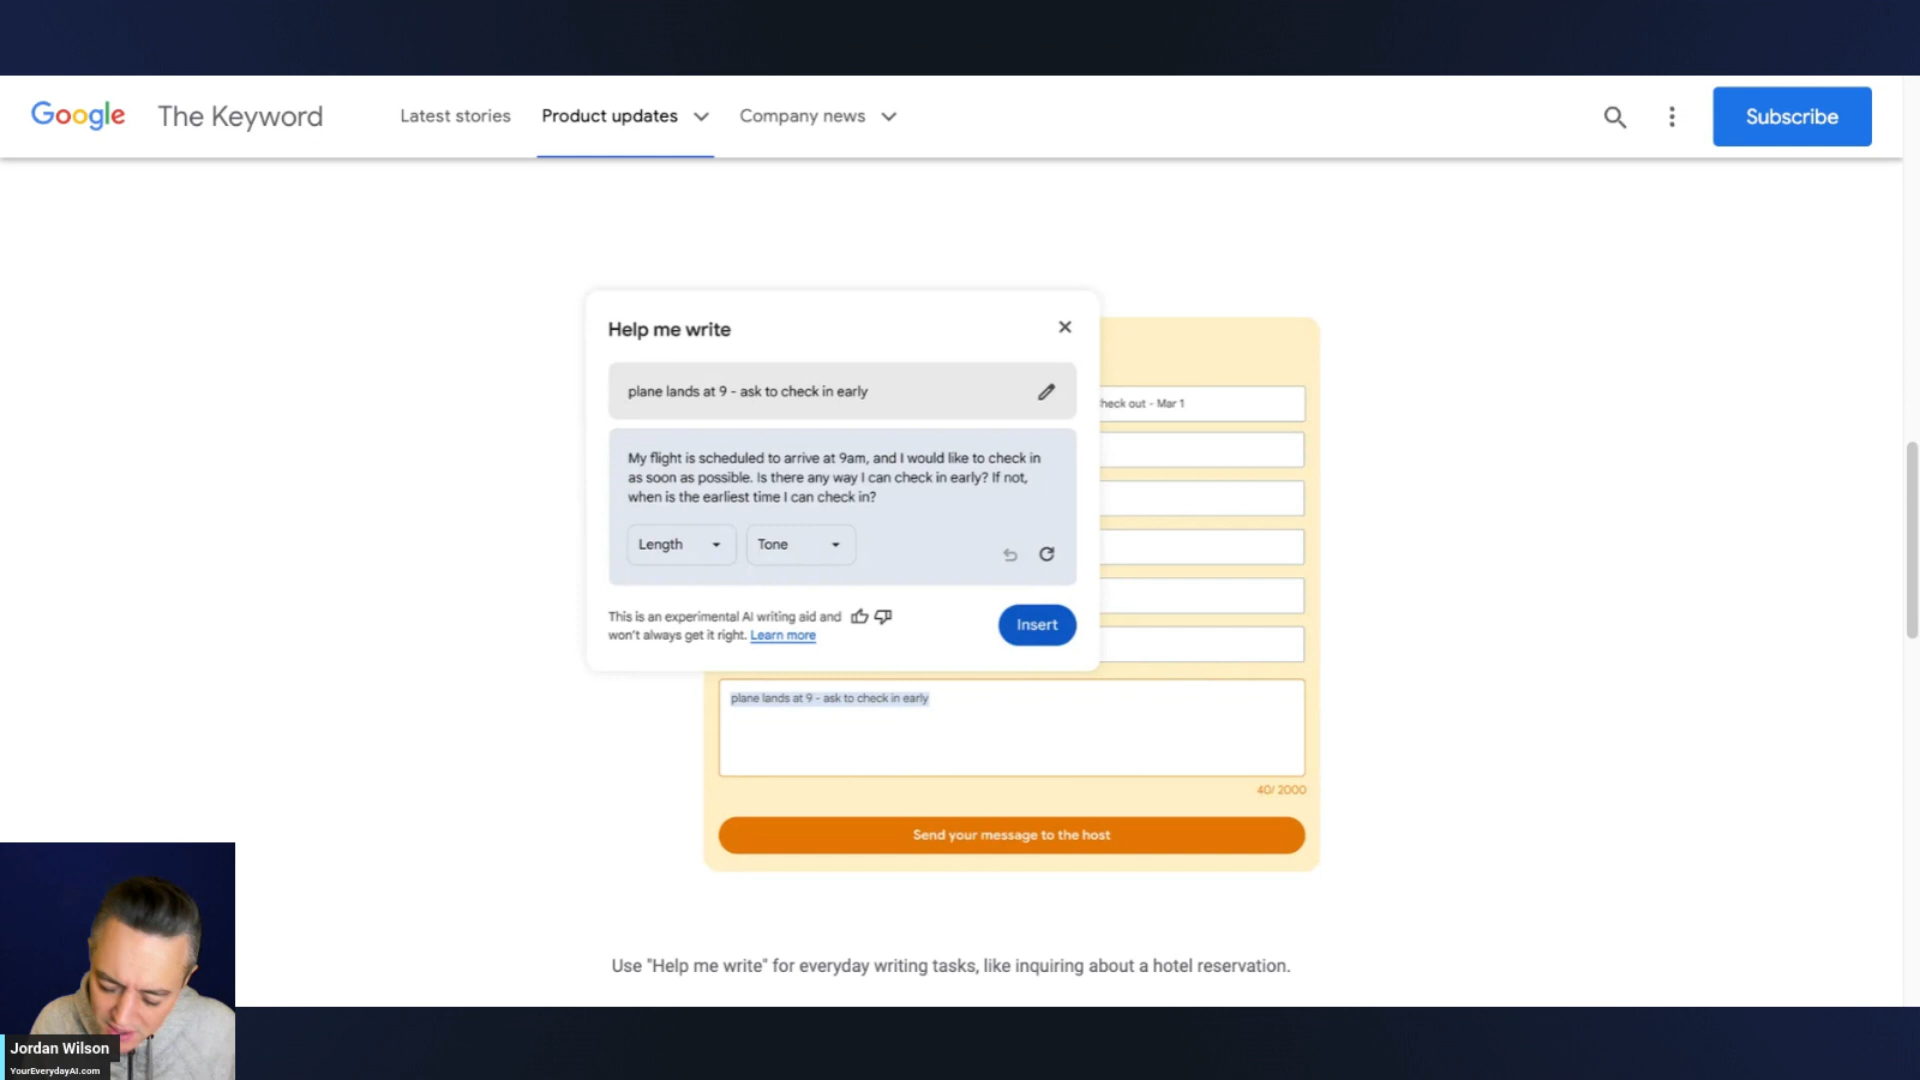 Google The Keyword Latest stories Product updates Company news Subscribe
Help me write
plane lands at 9 - ask to check in early
My flight is scheduled to arrive at 9am, and I would like to check in
as soon as possible. Is there any way I can check in early? If not,
when is the earliest time I can check in?
Length Tone
This is an experimental AI writing aid and
won't always get it right. Learn more
Insert
heck out - Mar 1
plane lands at 9 - ask to check in early
40/ 2000
Send your message to the host
Use "Help me write" for everyday writing tasks, like inquiring about a hotel reservation.
Jordan Wilson
YourEverydayAI.com